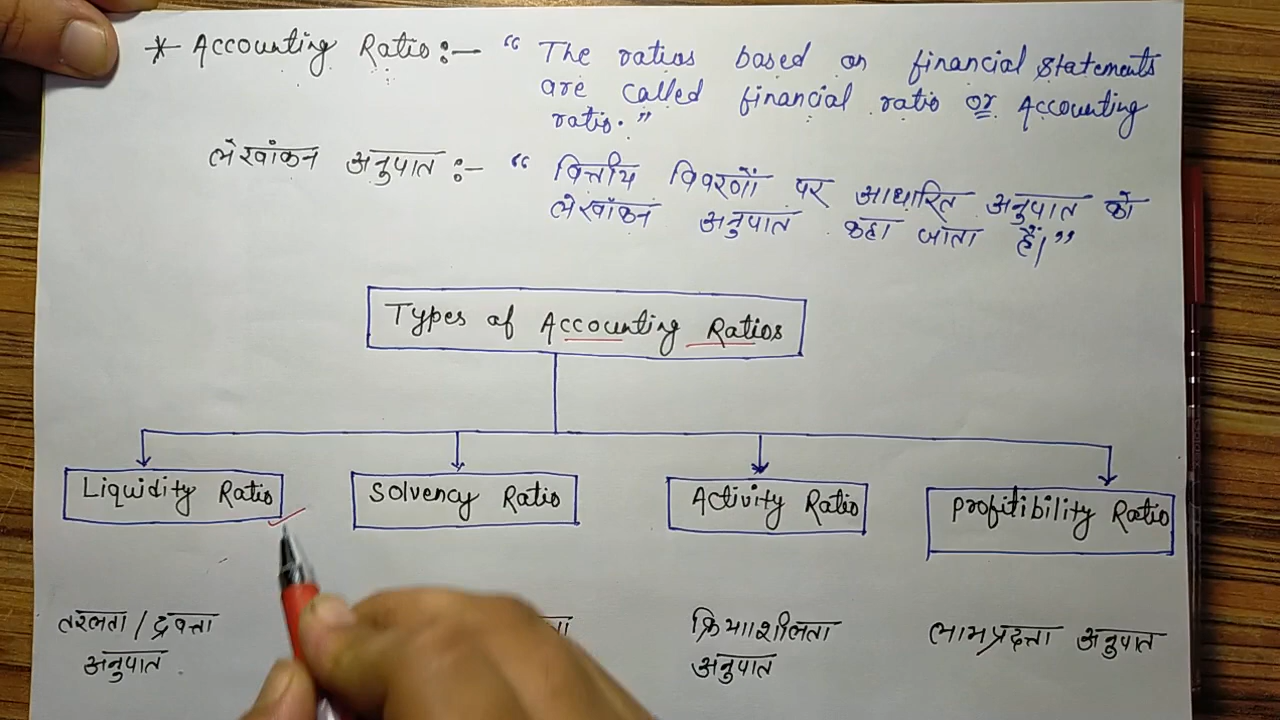 * Accounting Ratio:- “ The ratios based on financial statements
are called financial ratio or Accounting
ratio.”
लेखांकन अनुपात :- “ वित्तीय विवरणों पर आधारित अनुपात को
लेखांकन अनुपात कहा जाता हैं।”
Types of Accounting Ratios
Liquidity Ratio
Solvency Ratio
Activity Ratio
Profitibility Ratio
तरलता / द्रवता
अनुपात
क्रियाशीलता
अनुपात
लाभप्रदता अनुपात